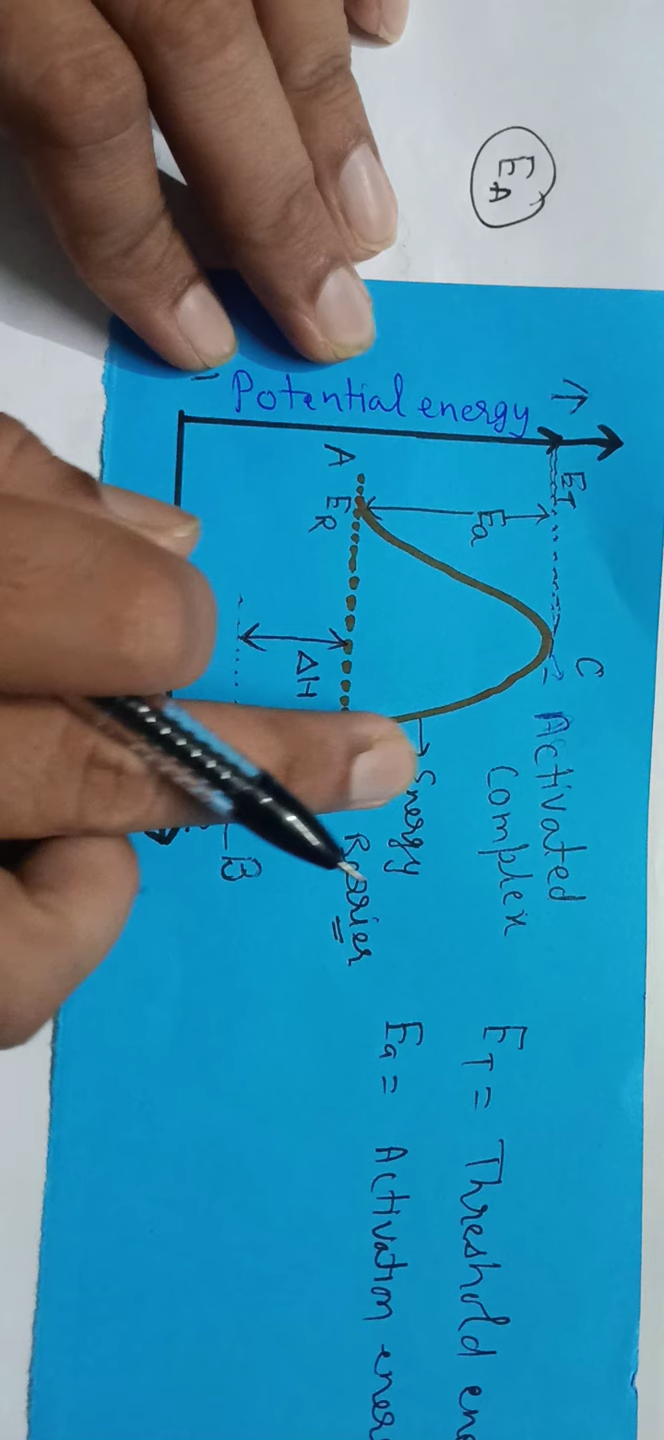 EA
Potential energy
ET
Ea
A
ER
ΔH
C
Activated
Complex
Energy
Barrier
B
ET = Threshold
Ea = Activation